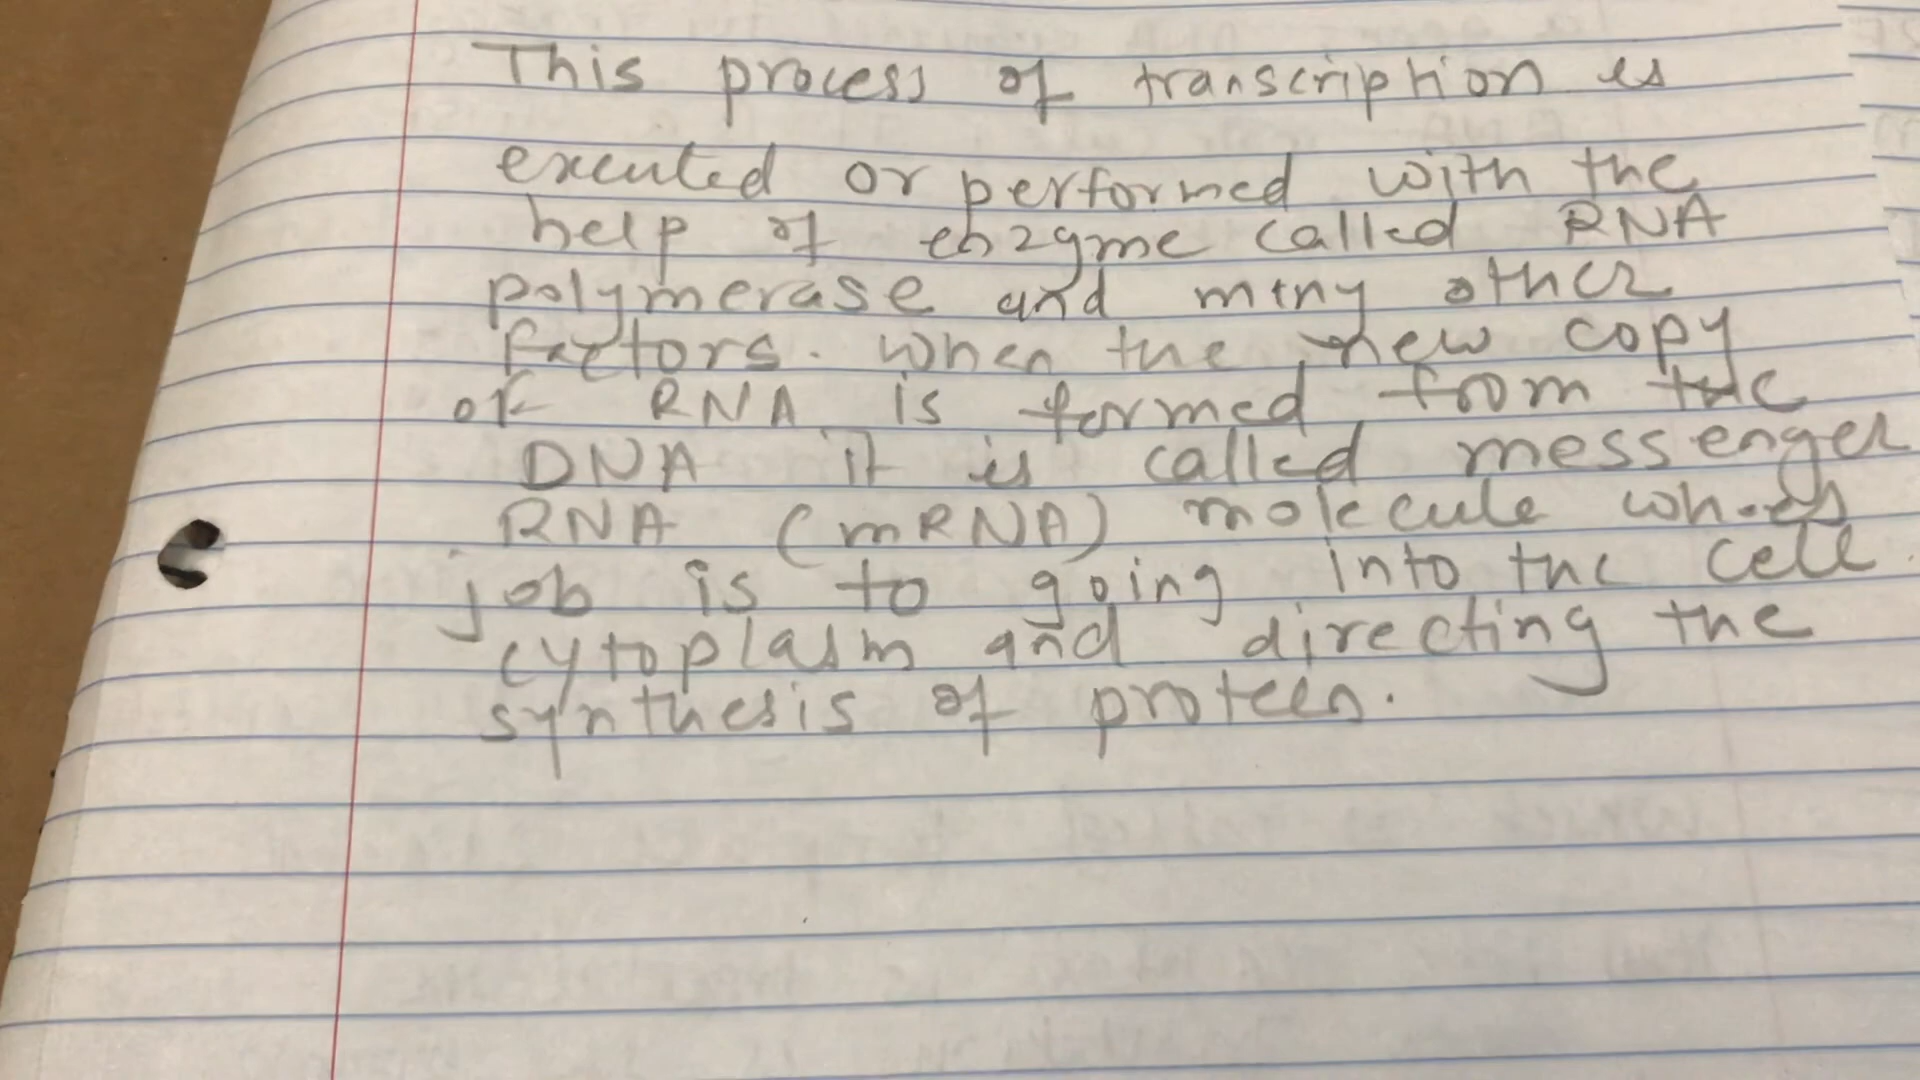 This process of transcription is
executed or performed with the
help of enzyme called RNA
polymerase and many other
factors. when the new copy
of RNA is formed from the
DNA it is called messenger
RNA (mRNA) molecule whoes
job is to going into the cell
cytoplasm and directing the
synthesis of protein.